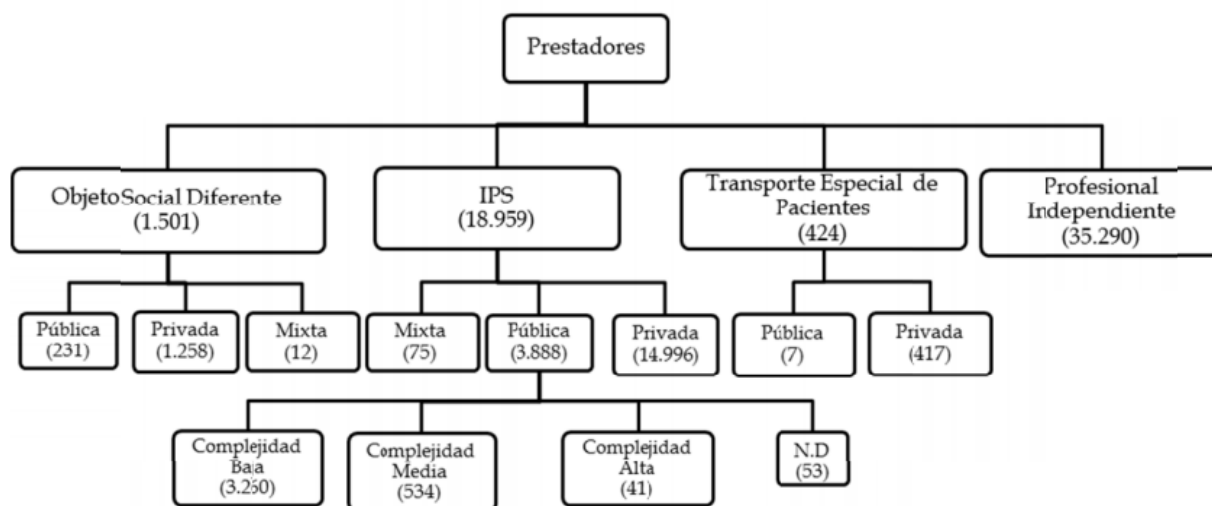 Prestadores
Objeto Social Diferente
(1.501)
IPS
(18.959)
Transporte Especial de
Pacientes
(424)
Profesional
Independiente
(35.290)
Pública
(231)
Privada
(1.258)
Mixta
(12)
Mixta
(75)
Pública
(3.888)
Privada
(14.996)
Pública
(7)
Privada
(417)
Complejidad
Baja
(3.260)
Complejidad
Media
(534)
Complejidad
Alta
(41)
N.D
(53)